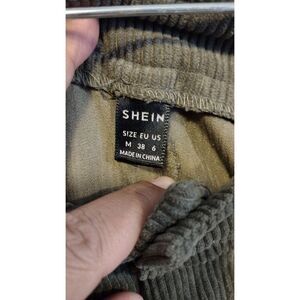 SHEIN
SIZE EU US
M 38 6
MADE IN CHINA